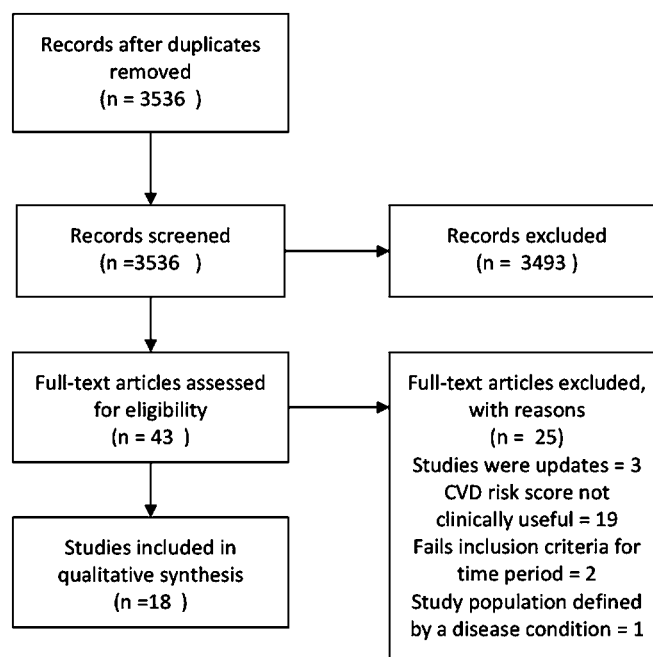 Records after duplicates
removed
(n = 3536 )
Records screened
(n =3536 )
Records excluded
(n = 3493 )
Full-text articles assessed
for eligibility
(n = 43 )
Full-text articles excluded,
with reasons
(n = 25)
Studies were updates = 3
CVD risk score not
clinically useful = 19
Fails inclusion criteria for
time period = 2
Study population defined
by a disease condition = 1
Studies included in
qualitative synthesis
(n =18 )